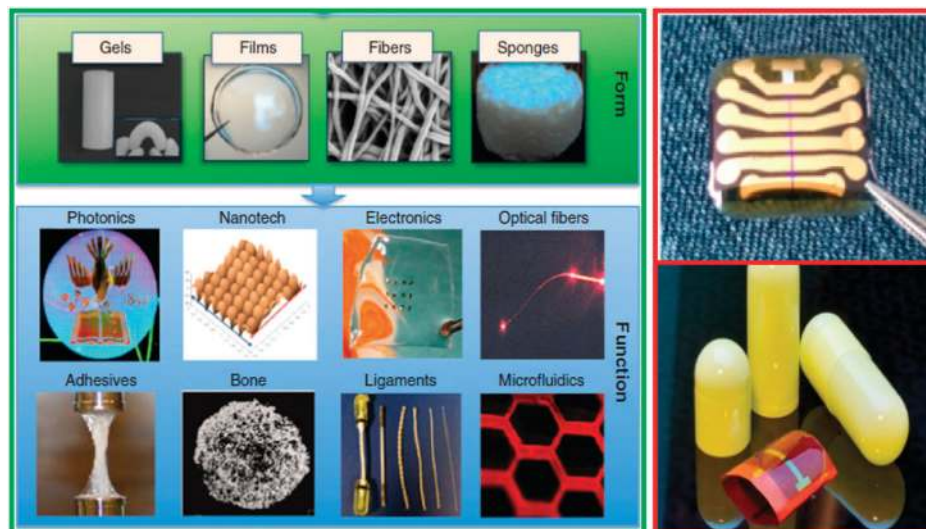 Gels
Films
Fibers
Sponges
Form
Photonics
Nanotech
Electronics
Optical fibers
Adhesives
Bone
Ligaments
Microfluidics
Function